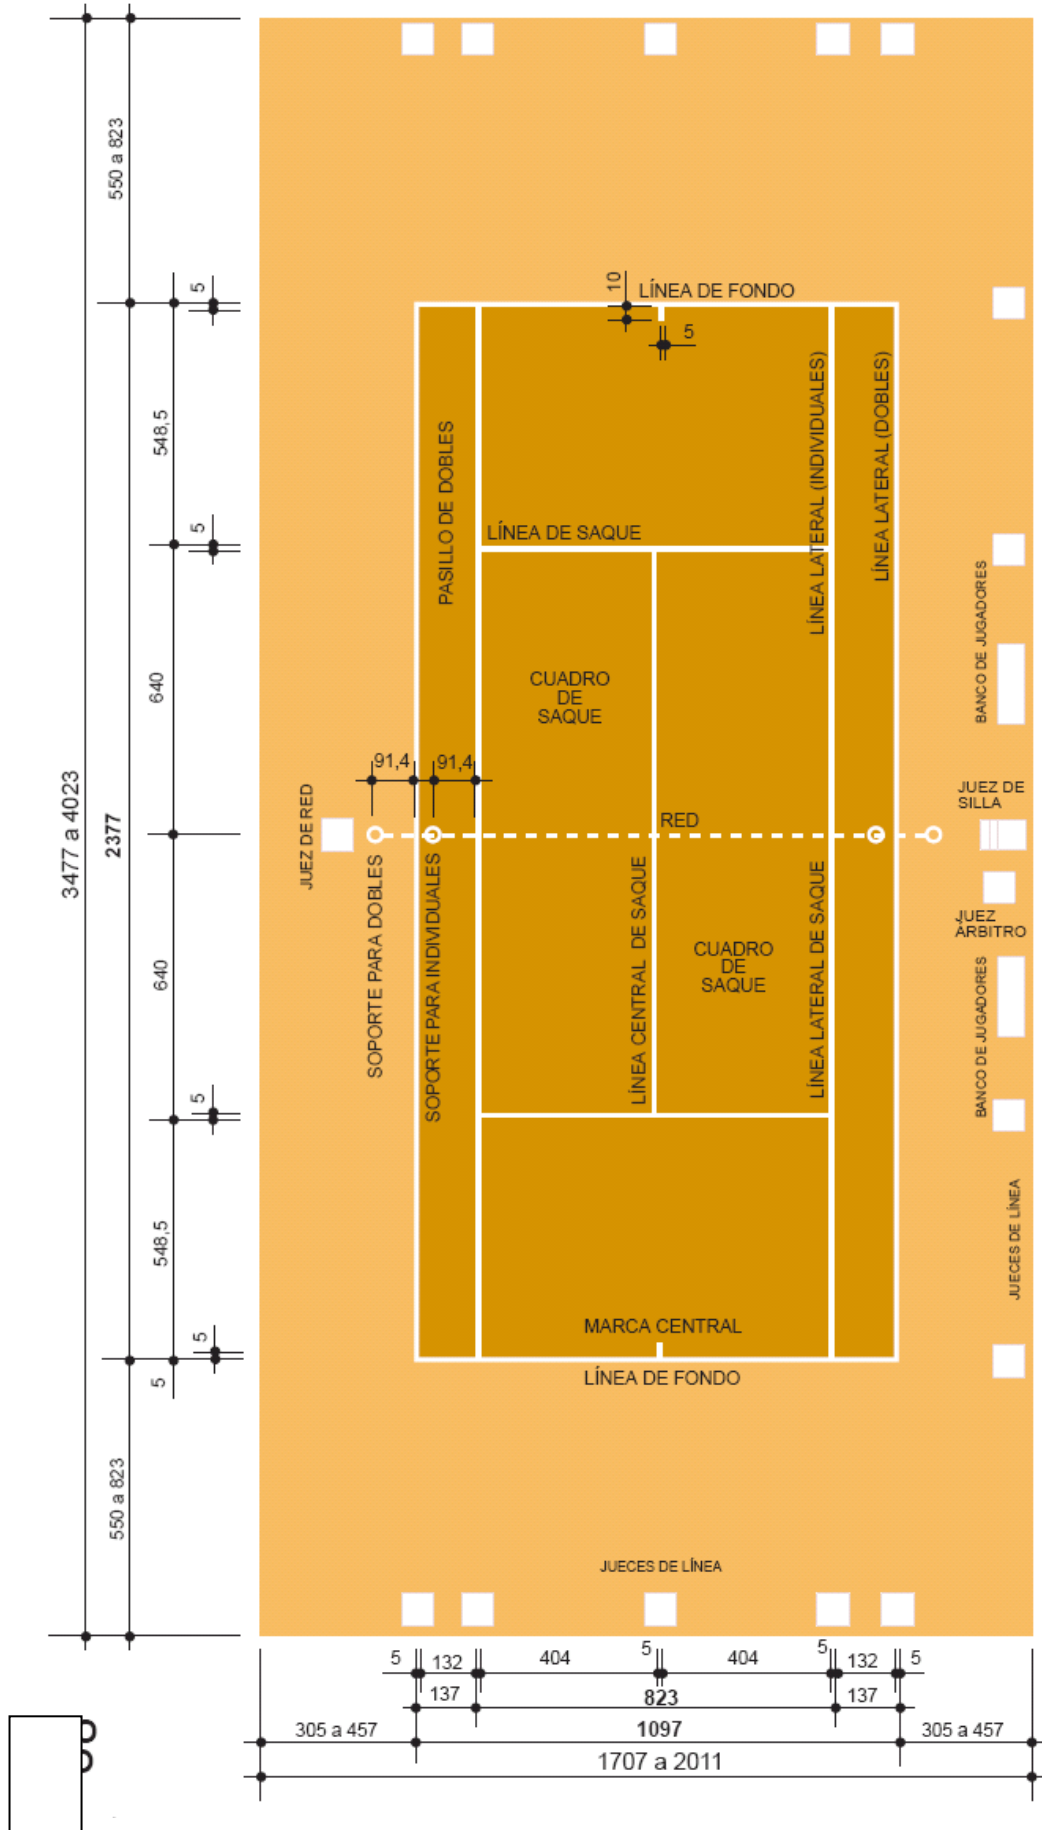 550 a 823
5
10
LÍNEA DE FONDO
5
548,5
PASILLO DE DOBLES
LÍNEA LATERAL (INDIVIDUALES)
LÍNEA LATERAL (DOBLES)
5
LÍNEA DE SAQUE
640
CUADRO
DE
SAQUE
BANCO DE JUGADORES
91,4
91,4
3477 a 4023
2377
JUEZ DE RED
RED
JUEZ DE
SILLA
SOPORTE PARA DOBLES
SOPORTE PARA INDIVIDUALES
LÍNEA CENTRAL DE SAQUE
CUADRO
DE
SAQUE
LÍNEA LATERAL DE SAQUE
JUEZ
ÁRBITRO
640
BANCO DE JUGADORES
5
548,5
JUECES DE LÍNEA
5
MARCA CENTRAL
5
LÍNEA DE FONDO
550 a 823
JUECES DE LÍNEA
5
132
404
5
404
5
132
5
137
823
137
305 a 457
1097
305 a 457
1707 a 2011